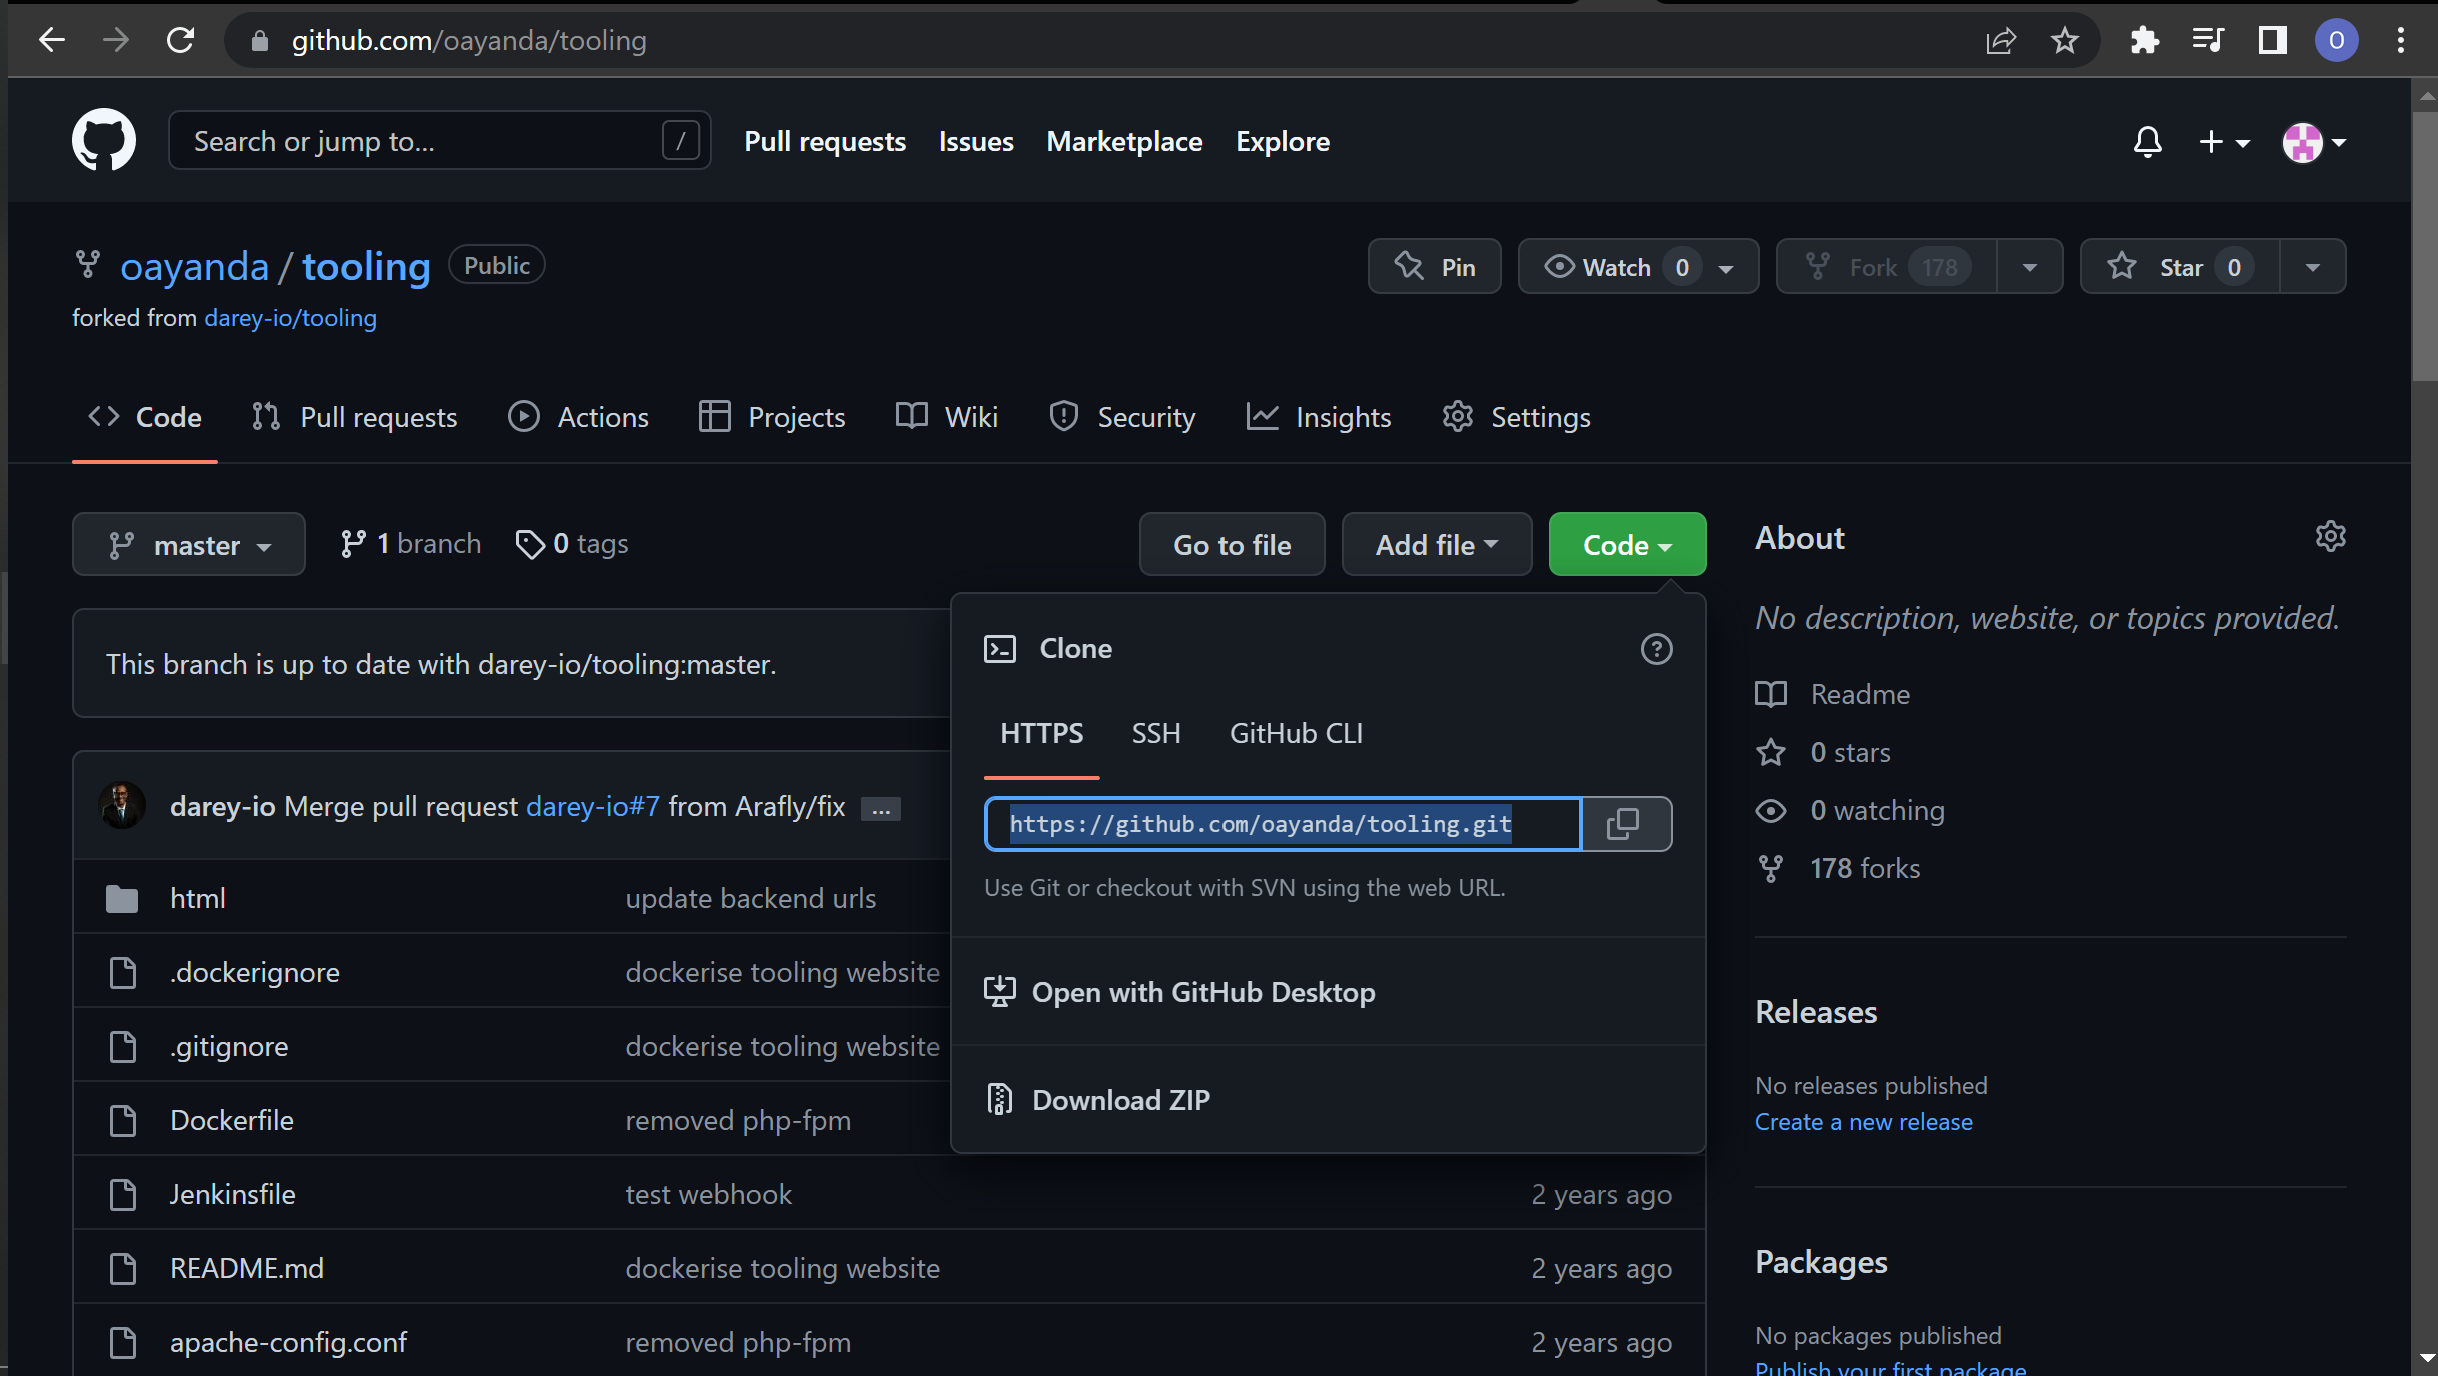 github.com/oayanda/tooling
O
Search or jump to...
/
Pull requests
Issues
Marketplace
Explore
oayanda / tooling
Public
Pin
Watch 0
Fork 178
Star 0
forked from darey-io/tooling
Code
Pull requests
Actions
Projects
Wiki
Security
Insights
Settings
master
1 branch
0 tags
Go to file
Add file
Code
This branch is up to date with darey-io/tooling:master.
darey-io Merge pull request darey-io#7 from Arafly/fix ...
html update backend urls
.dockerignore dockerise tooling website
.gitignore dockerise tooling website
Dockerfile removed php-fpm
Jenkinsfile test webhook 2 years ago
README.md dockerise tooling website 2 years ago
apache-config.conf removed php-fpm 2 years ago
Clone
HTTPS SSH GitHub CLI
https://github.com/oayanda/tooling.git
Use Git or checkout with SVN using the web URL.
Open with GitHub Desktop
Download ZIP
About
No description, website, or topics provided.
Readme
0 stars
0 watching
178 forks
Releases
No releases published
Create a new release
Packages
No packages published
Publish your first package